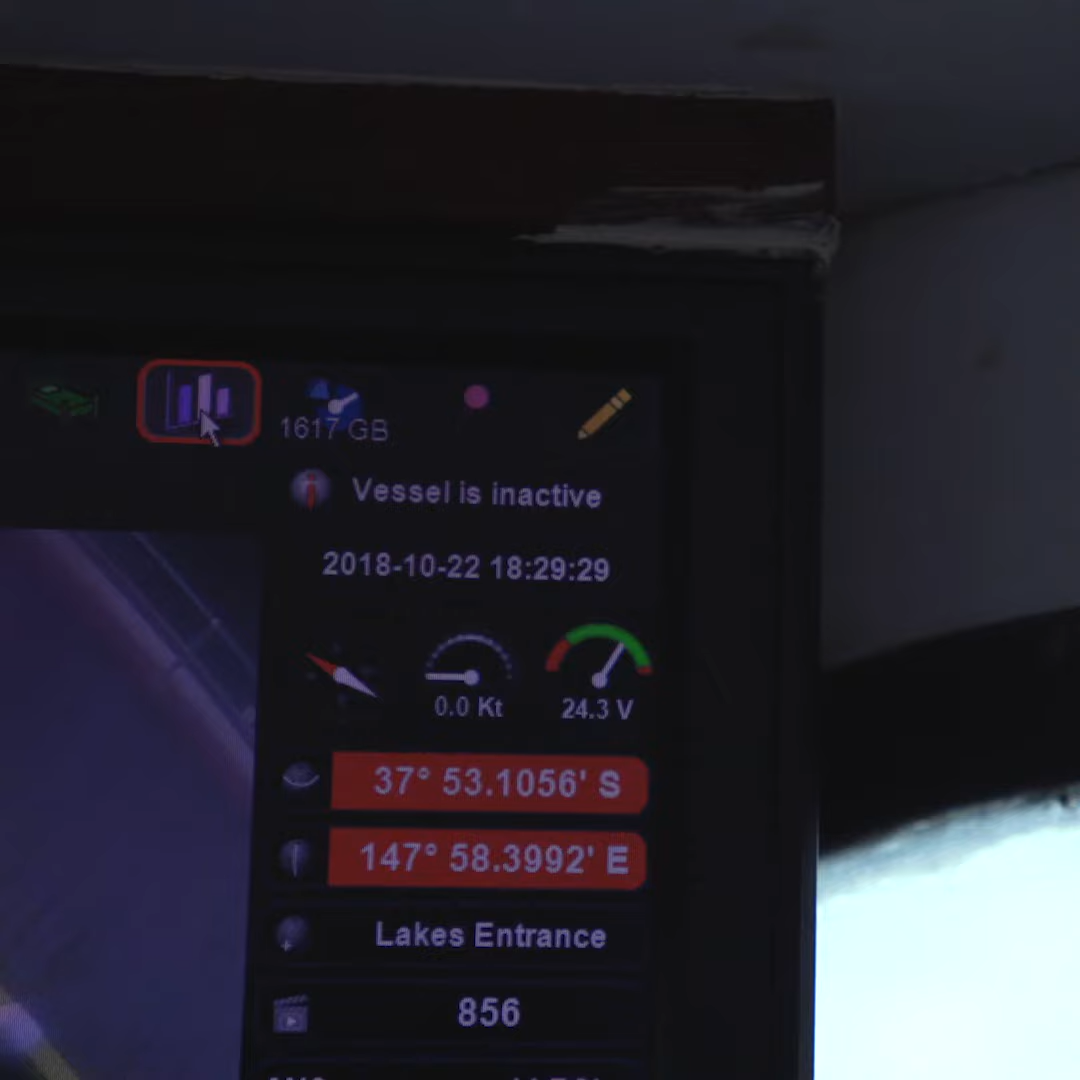 1617 GB
Vessel is inactive
2018-10-22 18:29:29
0.0 Kt
24.3 V
37° 53.1056' S
147° 58.3992' E
Lakes Entrance
856